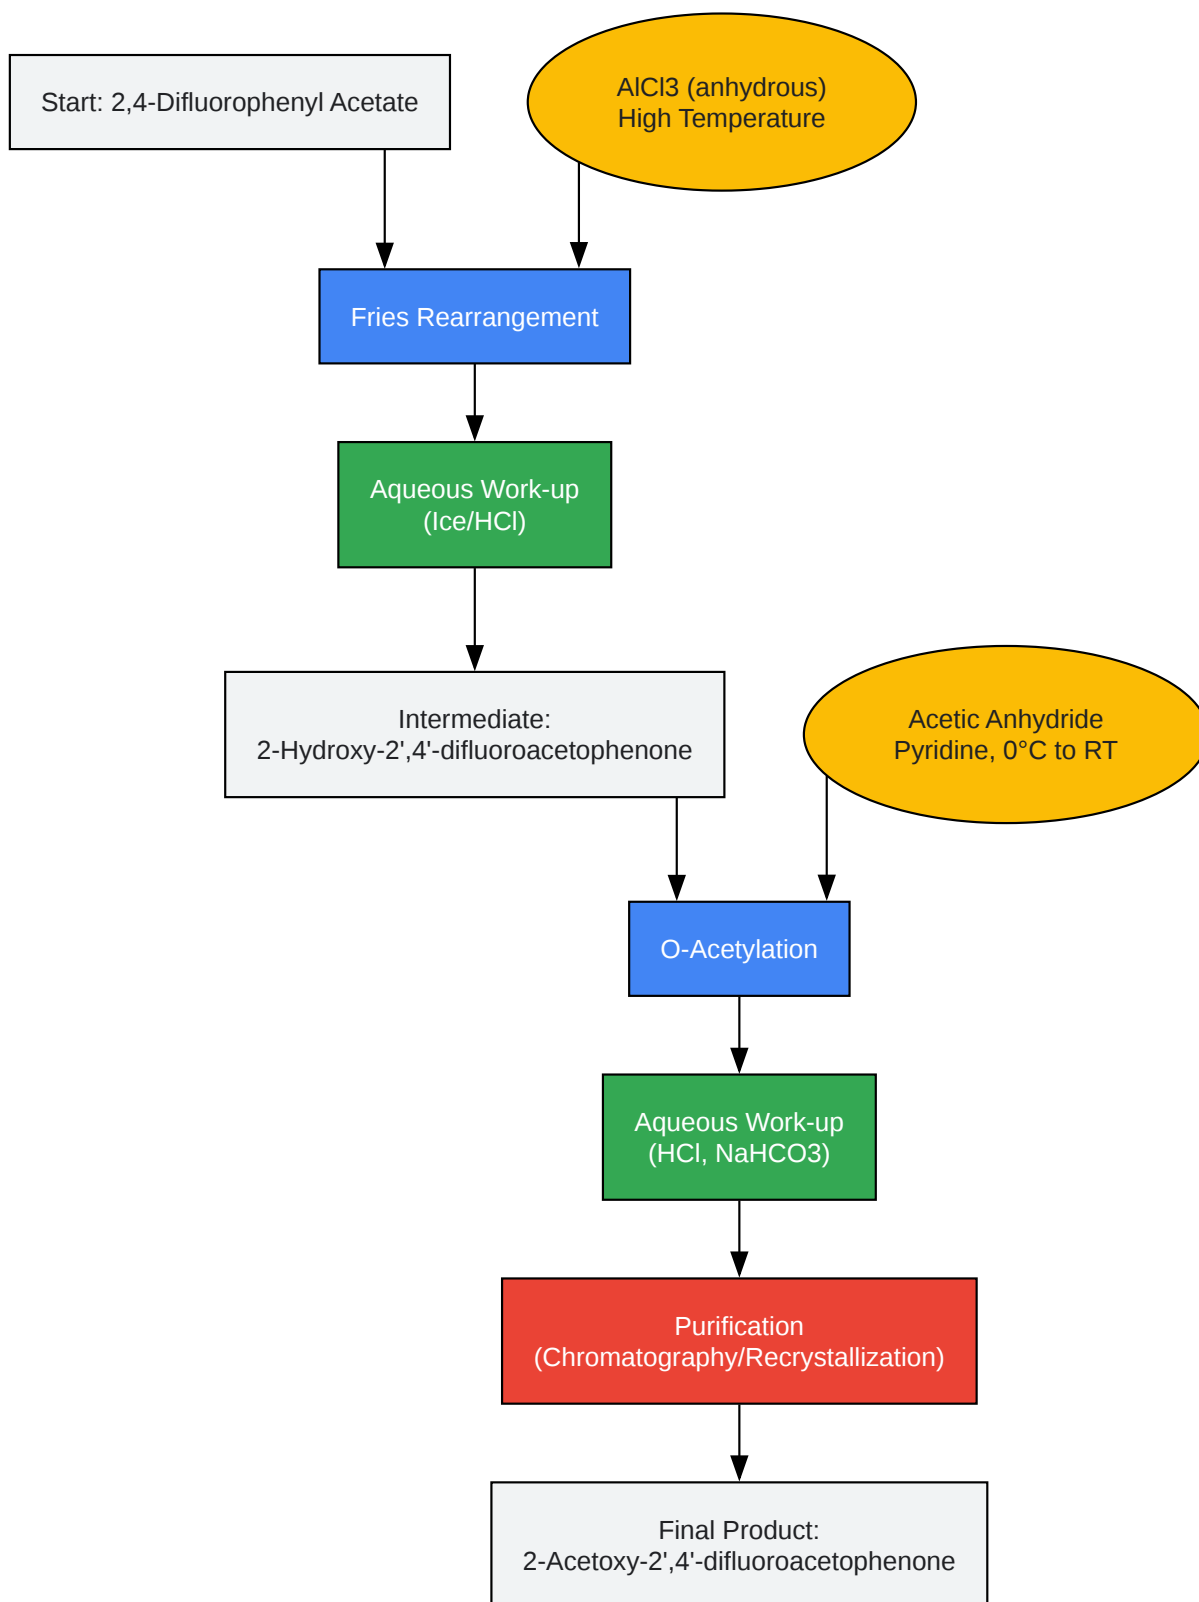 Start: 2,4-Difluorophenyl Acetate
AlCl3 (anhydrous)
High Temperature
Fries Rearrangement
Aqueous Work-up
(Ice/HCl)
Intermediate:
2-Hydroxy-2',4'-difluoroacetophenone
Acetic Anhydride
Pyridine, 0°C to RT
O-Acetylation
Aqueous Work-up
(HCl, NaHCO3)
Purification
(Chromatography/Recrystallization)
Final Product:
2-Acetoxy-2',4'-difluoroacetophenone